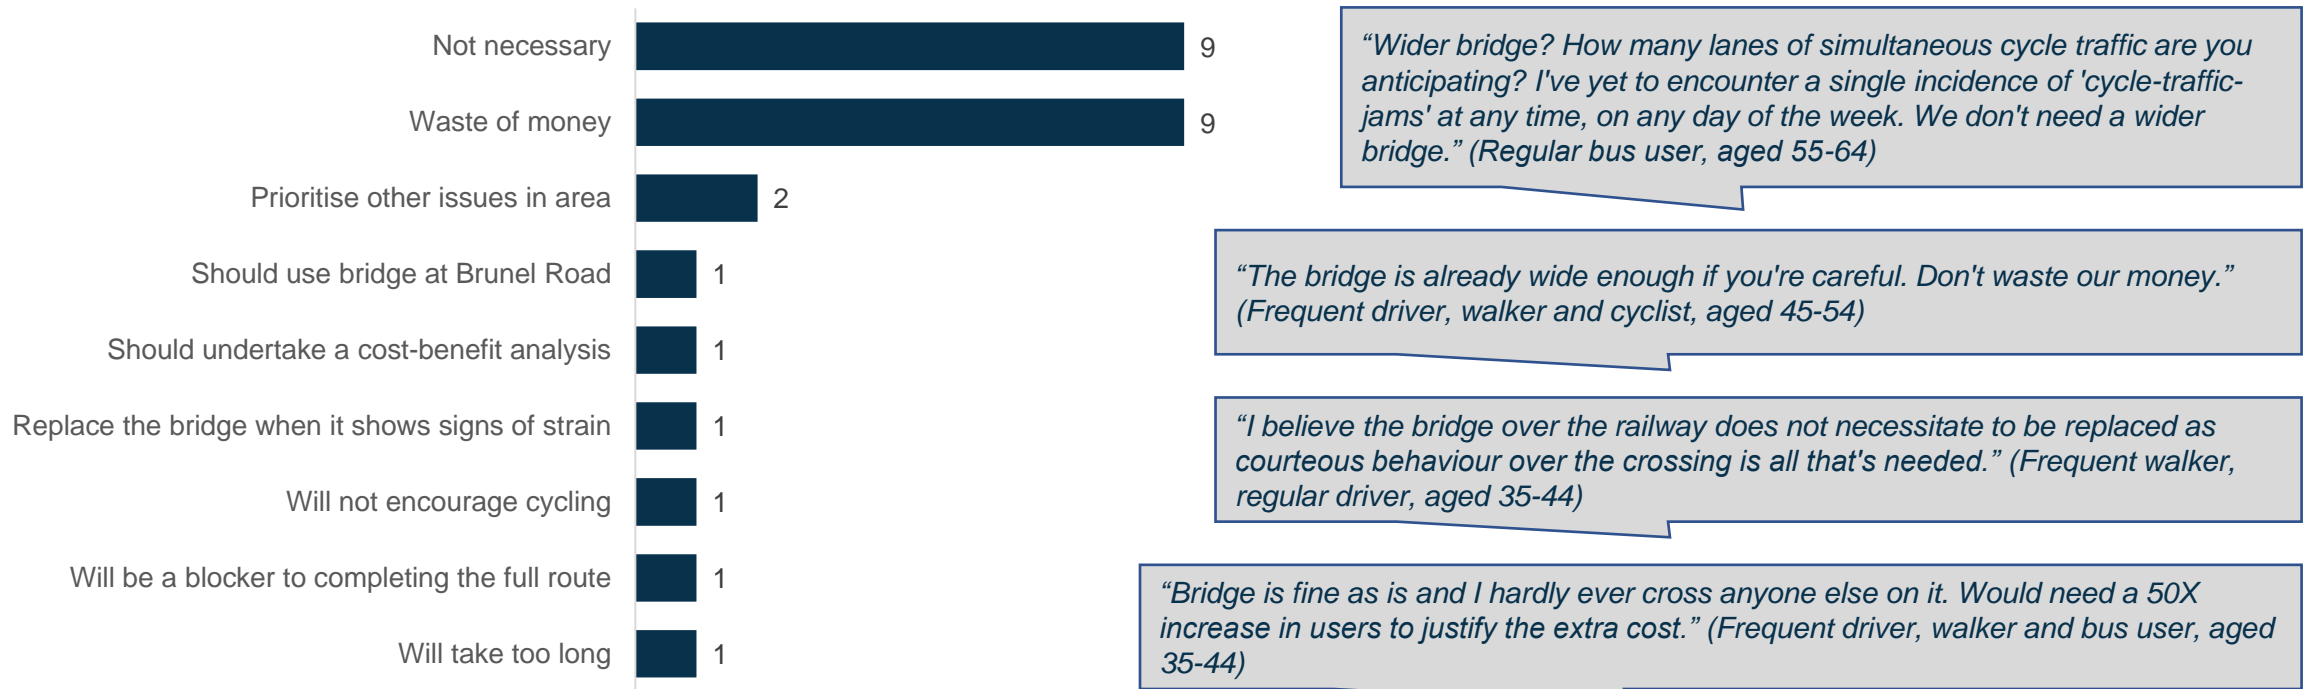 Not necessary
9
Waste of money
9
Prioritise other issues in area
2
Should use bridge at Brunel Road
1
Should undertake a cost-benefit analysis
1
Replace the bridge when it shows signs of strain
1
Will not encourage cycling
1
Will be a blocker to completing the full route
1
Will take too long
1
“Wider bridge? How many lanes of simultaneous cycle traffic are you
anticipating? I've yet to encounter a single incidence of 'cycle-traffic-
jams' at any time, on any day of the week. We don't need a wider
bridge.” (Regular bus user, aged 55-64)
“The bridge is already wide enough if you're careful. Don't waste our money.”
(Frequent driver, walker and cyclist, aged 45-54)
“I believe the bridge over the railway does not necessitate to be replaced as
courteous behaviour over the crossing is all that's needed.” (Frequent walker,
regular driver, aged 35-44)
“Bridge is fine as is and I hardly ever cross anyone else on it. Would need a 50X
increase in users to justify the extra cost.” (Frequent driver, walker and bus user, aged
35-44)